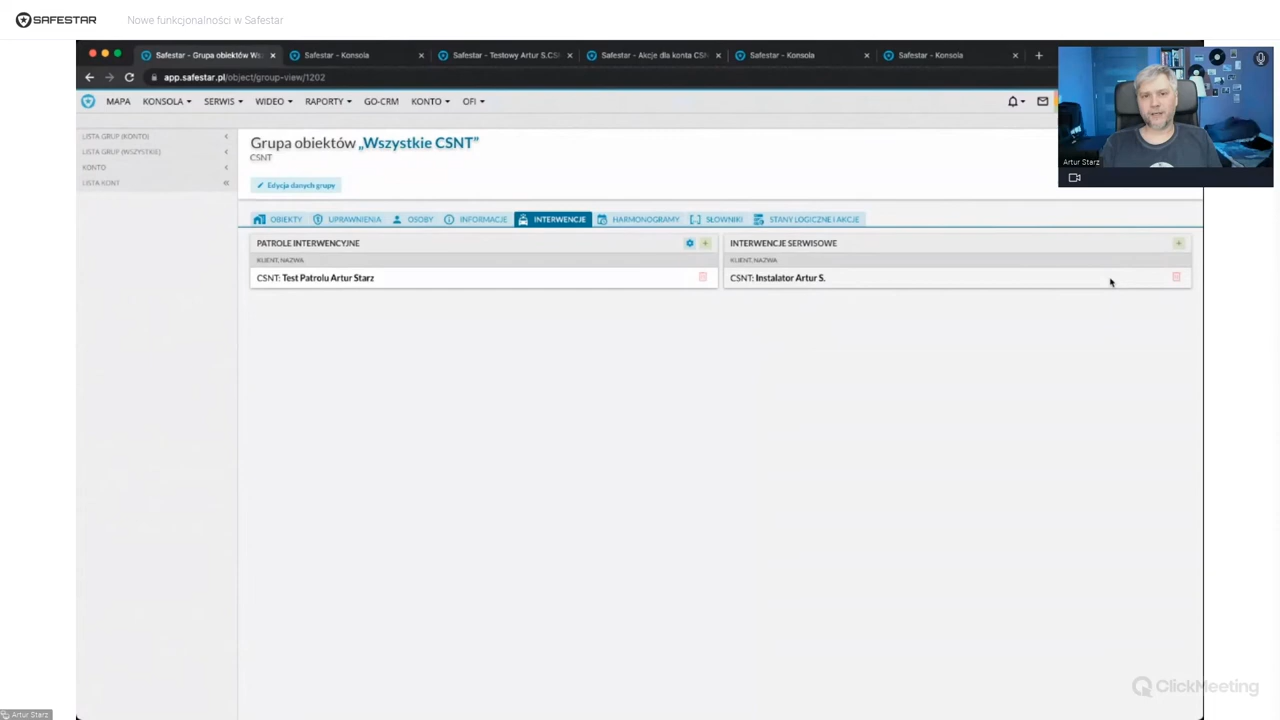 SAFESTAR
Nowe funkcjonalności w Safestar
Safestar - Grupa obiektów Ws
Safestar - Konsola
Safestar - Testowy Artur S.CS
Safestar - Akcje dla konta CSN
Safestar - Konsola
Safestar - Konsola
app.safestar.pl/object/group-view/1202
MAPA
KONSOLA
SERWIS
WIDEO
RAPORTY
GO-CRM
KONTO
OFI
LISTA GRUP (KONTO)
LISTA GRUP (WSZYSTKIE)
KONTO
LISTA KONT
Grupa obiektów „Wszystkie CSNT”
CSNT
Edycja danych grupy
OBIEKTY
UPRAWNIENIA
OSOBY
INFORMACJE
INTERWENCJE
HARMONOGRAMY
SŁOWNIKI
STANY LOGICZNE I AKCJE
PATROLE INTERWENCYJNE
KLIENT, NAZWA
CSNT: Test Patrolu Artur Starz
INTERWENCJE SERWISOWE
KLIENT, NAZWA
CSNT: Instalator Artur S.
Artur Starz
ClickMeeting
Artur Starz